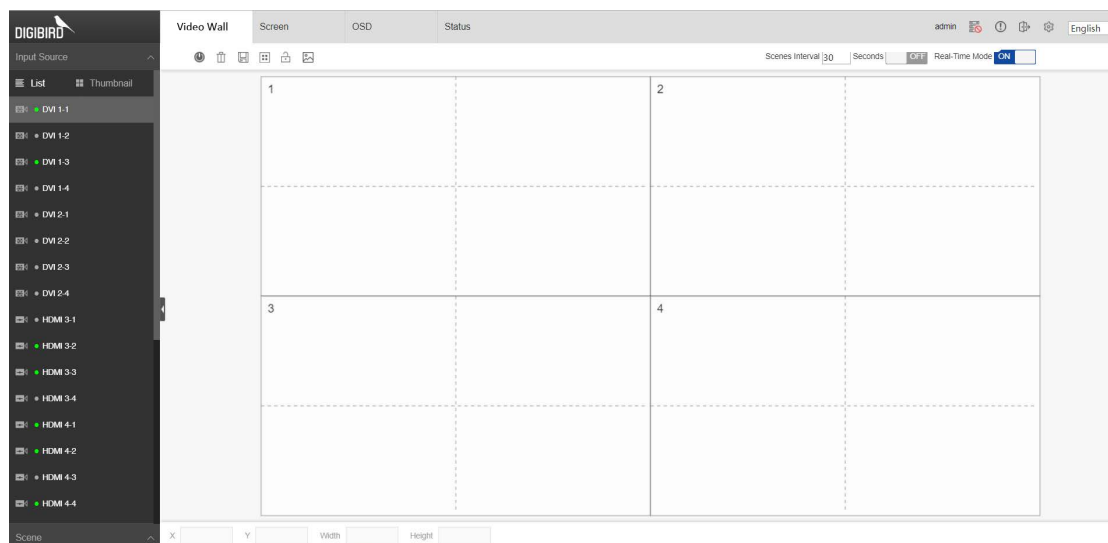 DIGIBIRD
Video Wall Screen OSD Status admin English
Input Source
Scenes Interval 30 Seconds OFF Real-Time Mode ON
List Thumbnail
DVI 1-1
DVI 1-2
DVI 1-3
DVI 1-4
DVI 2-1
DVI 2-2
DVI 2-3
DVI 2-4
HDMI 3-1
HDMI 3-2
HDMI 3-3
HDMI 3-4
HDMI 4-1
HDMI 4-2
HDMI 4-3
HDMI 4-4
Scene
1 2
3 4
X Y Width Height